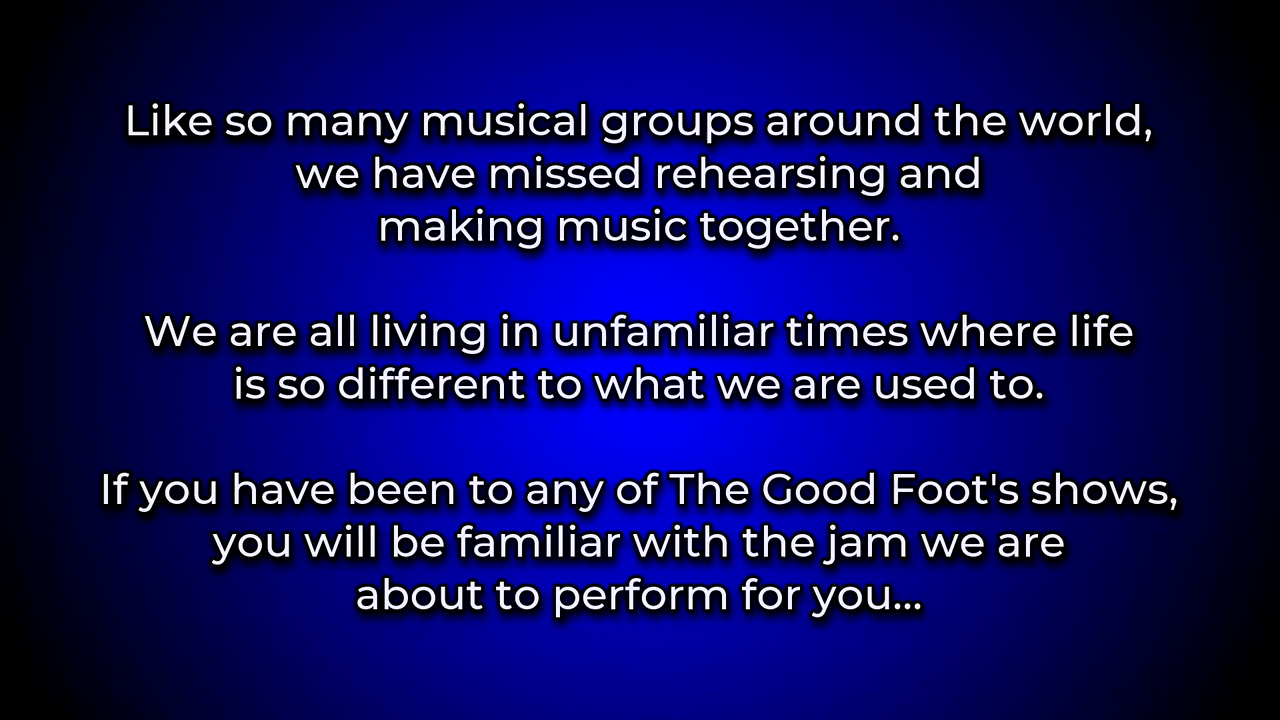 Like so many musical groups around the world,
we have missed rehearsing and
making music together.
We are all living in unfamiliar times where life
is so different to what we are used to.
If you have been to any of The Good Foot's shows,
you will be familiar with the jam we are
about to perform for you...